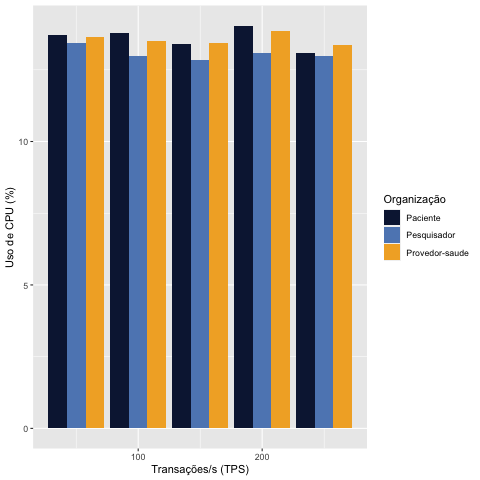 Uso de CPU (%)
10
5
0
100
200
Transações/s (TPS)
Organização
Paciente
Pesquisador
Provedor-saude